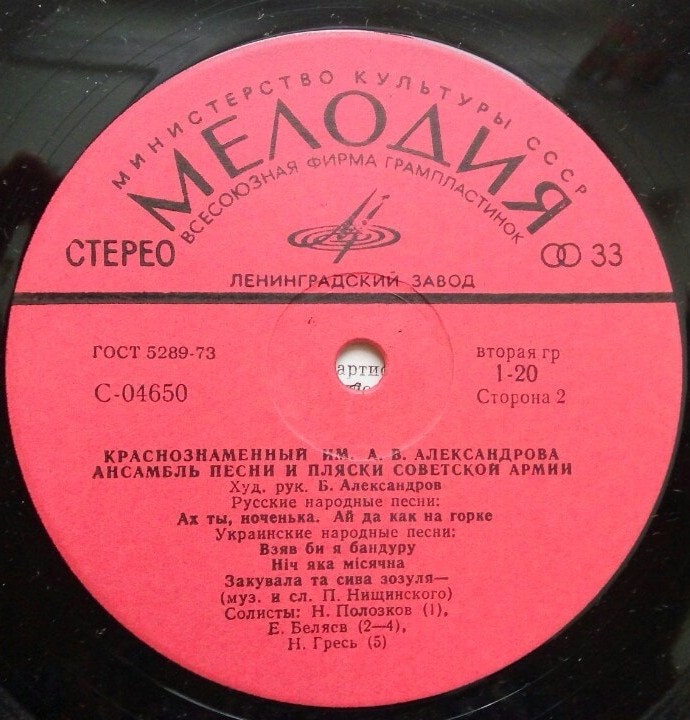 МИНИСТЕРСТВО КУЛЬТУРЫ СССР
МЕЛОДИЯ
ВСЕСОЮЗНАЯ ФИРМА ГРАМПЛАСТИНОК
СТЕРЕО
33
ЛЕНИНГРАДСКИЙ ЗАВОД
ГОСТ 5289-73
вторая гр
С-04650
1-20
Сторона 2
арти
КРАСНОЗНАМЕННЫЙ ИМ. А. В. АЛЕКСАНДРОВА
АНСАМБЛЬ ПЕСНИ И ПЛЯСКИ СОВЕТСКОЙ АРМИИ
Худ. рук. Б. Александров
Русские народные песни:
Ах ты, ноченька. Ай да как на горке
Украинские народные песни:
Взяв би я бандуру
Ніч яка місячна
Закувала та сива зозуля—
(муз. и сл. П. Нищинского)
Солисты: Н. Полозков (1),
Е. Беляев (2—4),
Н. Гресь (5)